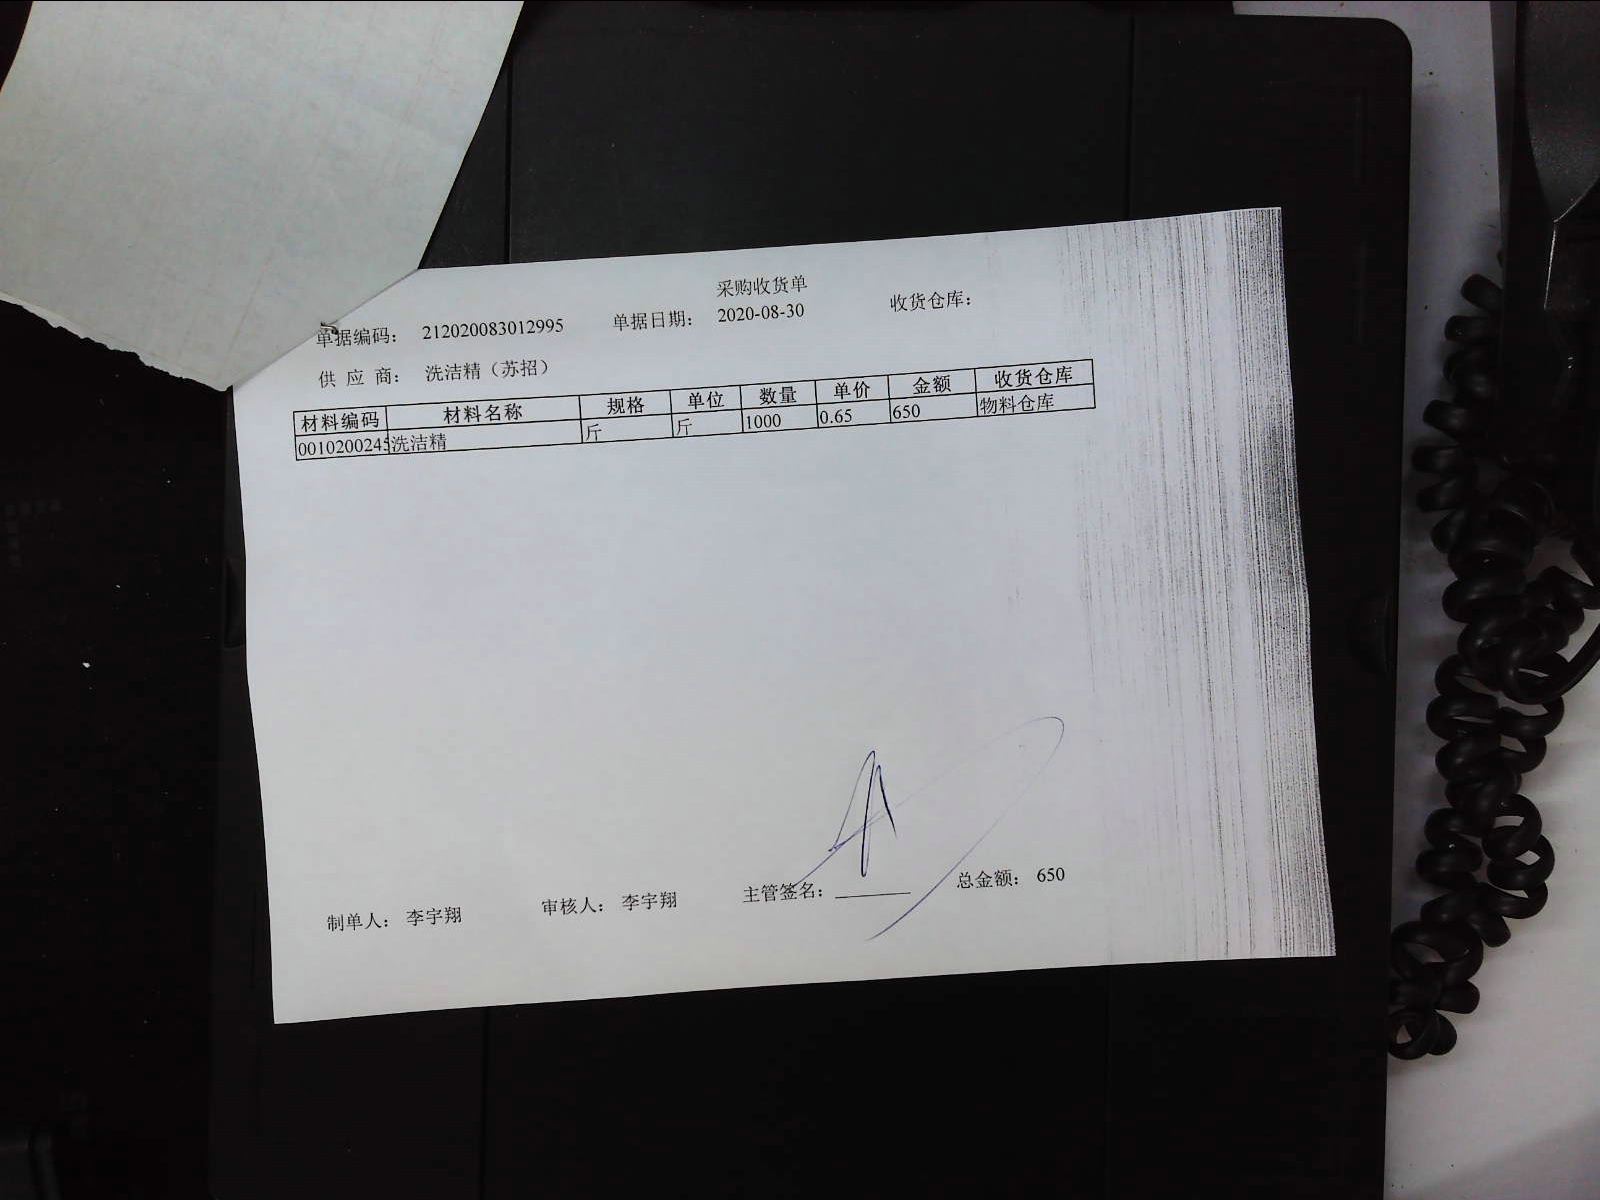 采购收货单
单据编码： 212020083012995 单据日期： 2020-08-30 收货仓库：
供 应 商： 洗洁精（苏招）
材料编码 材料名称 规格 单位 数量 单价 金额 收货仓库
0010200245 洗洁精 斤 斤 1000 0.65 650 物料仓库
制单人： 李宇翔 审核人： 李宇翔 主管签名： 总金额： 650